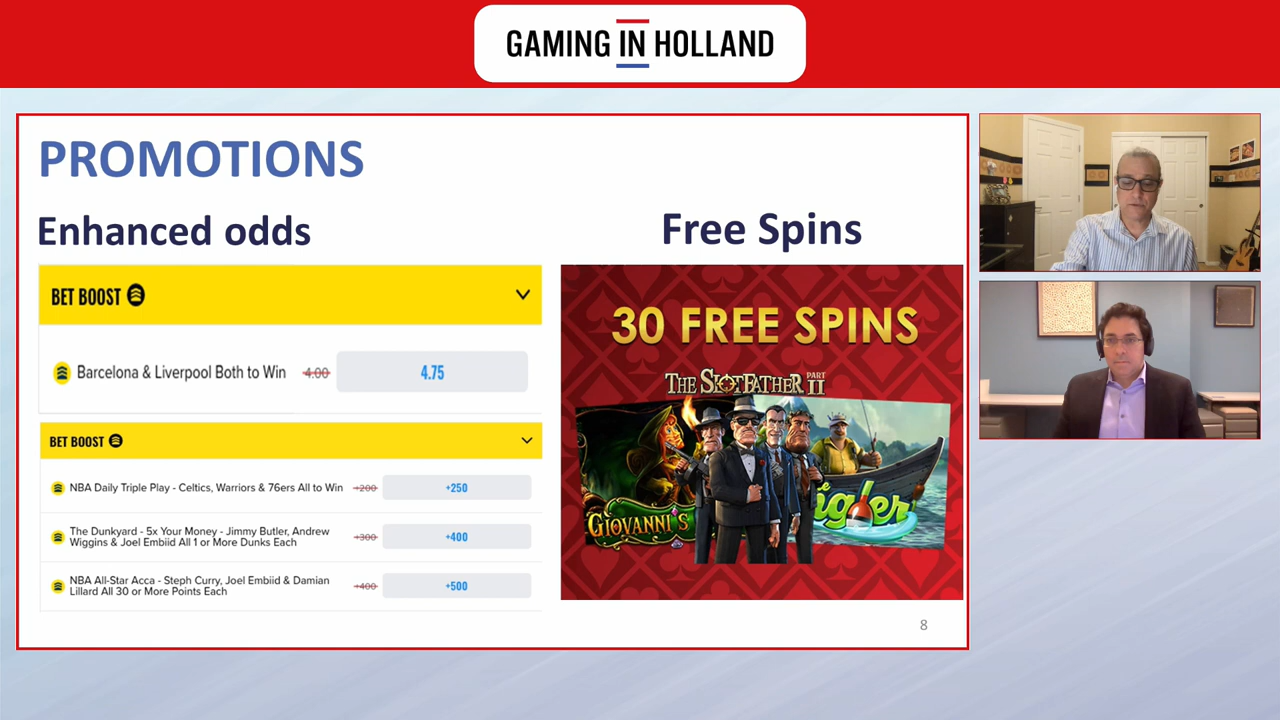 GAMING IN HOLLAND
PROMOTIONS
Enhanced odds
Free Spins
BET BOOST
Barcelona & Liverpool Both to Win 4.00 4.75
BET BOOST
NBA Daily Triple Play - Celtics, Warriors & 76ers All to Win +200 +250
The Dunkyard - 5x Your Money - Jimmy Butler, Andrew
Wiggins & Joel Embiid All 1 or More Dunks Each +300 +400
NBA All-Star Acca - Steph Curry, Joel Embiid & Damian
Lillard All 30 or More Points Each +400 +500
30 FREE SPINS
THE SLOTFATHER PART II
GIOVANNI'S
8